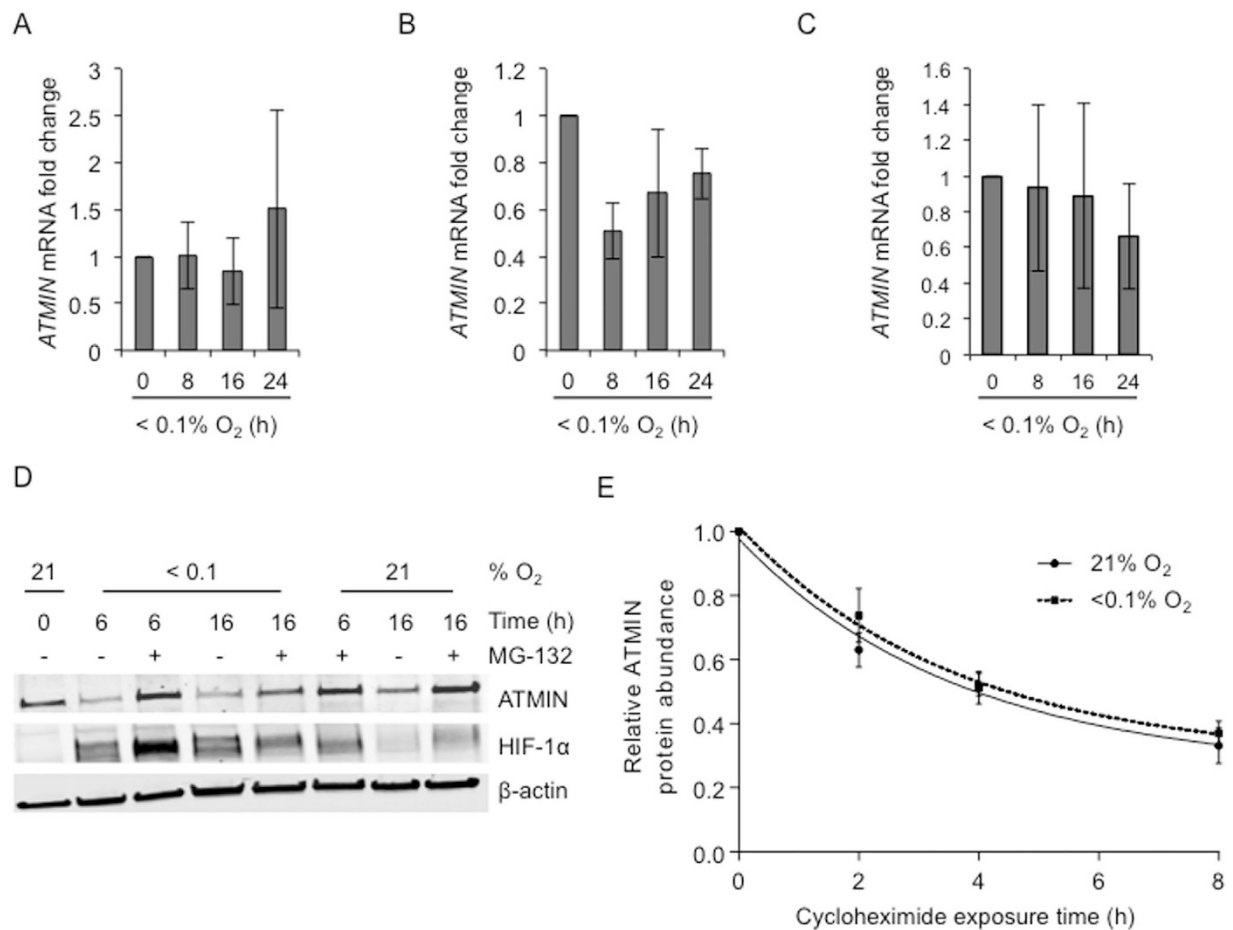 A
ATMIN mRNA fold change
3
2.5
2
1.5
1
0.5
0
0 8 16 24
< 0.1% O₂ (h)
B
ATMIN mRNA fold change
1.2
1
0.8
0.6
0.4
0.2
0
0 8 16 24
< 0.1% O₂ (h)
C
ATMIN mRNA fold change
1.6
1.4
1.2
1
0.8
0.6
0.4
0.2
0
0 8 16 24
< 0.1% O₂ (h)
D
21 < 0.1 21 % O₂
0 6 6 16 16 6 16 16 Time (h)
- - + - + + - + MG-132
ATMIN
HIF-1α
β-actin
E
Relative ATMIN
protein abundance
1.0
0.8
0.6
0.4
0.2
0.0
0 2 4 6 8
Cycloheximide exposure time (h)
21% O₂
<0.1% O₂